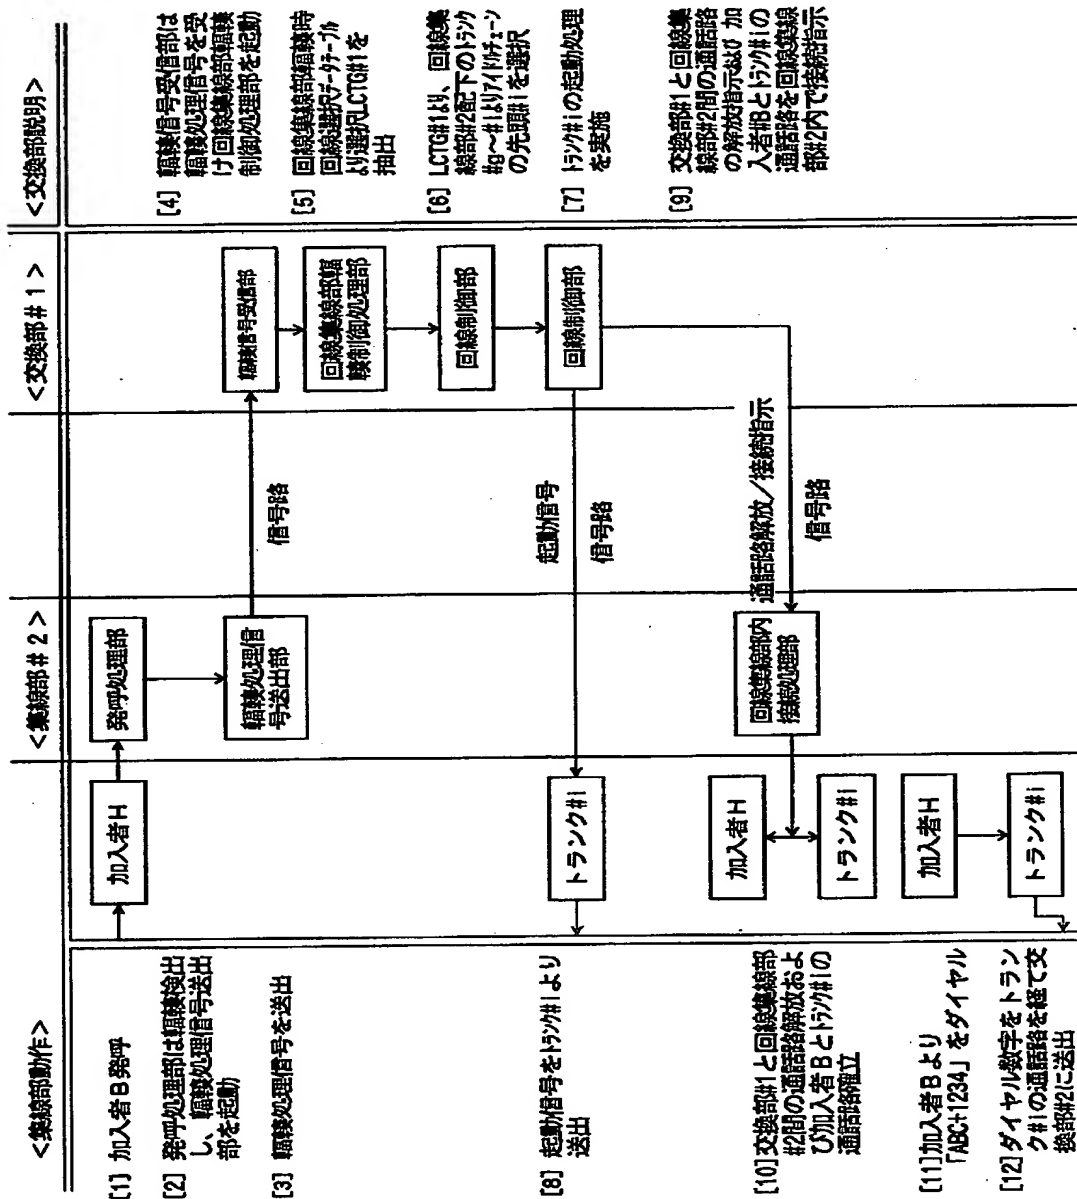 <集線部動作>
[1] 加入者B発呼
[2] 発呼処理部は輻輳検出
し、輻輳処理信号送出
部を起動
[3] 輻輳処理信号を送出
[8] 起動信号をトランク#iより
送出
[10]交換部#1と回線集線部
#2間の通話路解放およ
び加入者Bとトランク#iの
通話路確立
[11]加入者Bより
「ABC+1234」をダイヤル
[12]ダイヤル数字をトラン
ク#iの通話路を経て交
換部#2に送出
<集線部#2>
加入者H
発呼処理部
輻輳処理信
号送出部
トランク#i
回線集線部内
接続処理部
加入者H
トランク#i
加入者H
トランク#i
信号路
起動信号
信号路
通話路解放/接続指示
信号路
<交換部#1>
輻輳信号受信部
回線集線部輻
輳制御処理部
回線制御部
回線制御部
<交換部説明>
[4] 輻輳信号受信部は
輻輳処理信号を受
け回線集線部輻輳
制御処理部を起動
[5] 回線集線部輻輳時
回線選択データテーブル
より選択LCTG#1を
抽出
[6] LCTG#1より、回線集
線部#2配下のトランク
#g~#iよりアイドルチェーン
の先頭#iを選択
[7] トランク#iの起動処理
を実施
[9] 交換部#1と回線集
線部#2間の通話路
の解放指示および 加
入者#Bとトランク#iの
通話路を回線集線
部#2内で接続指示